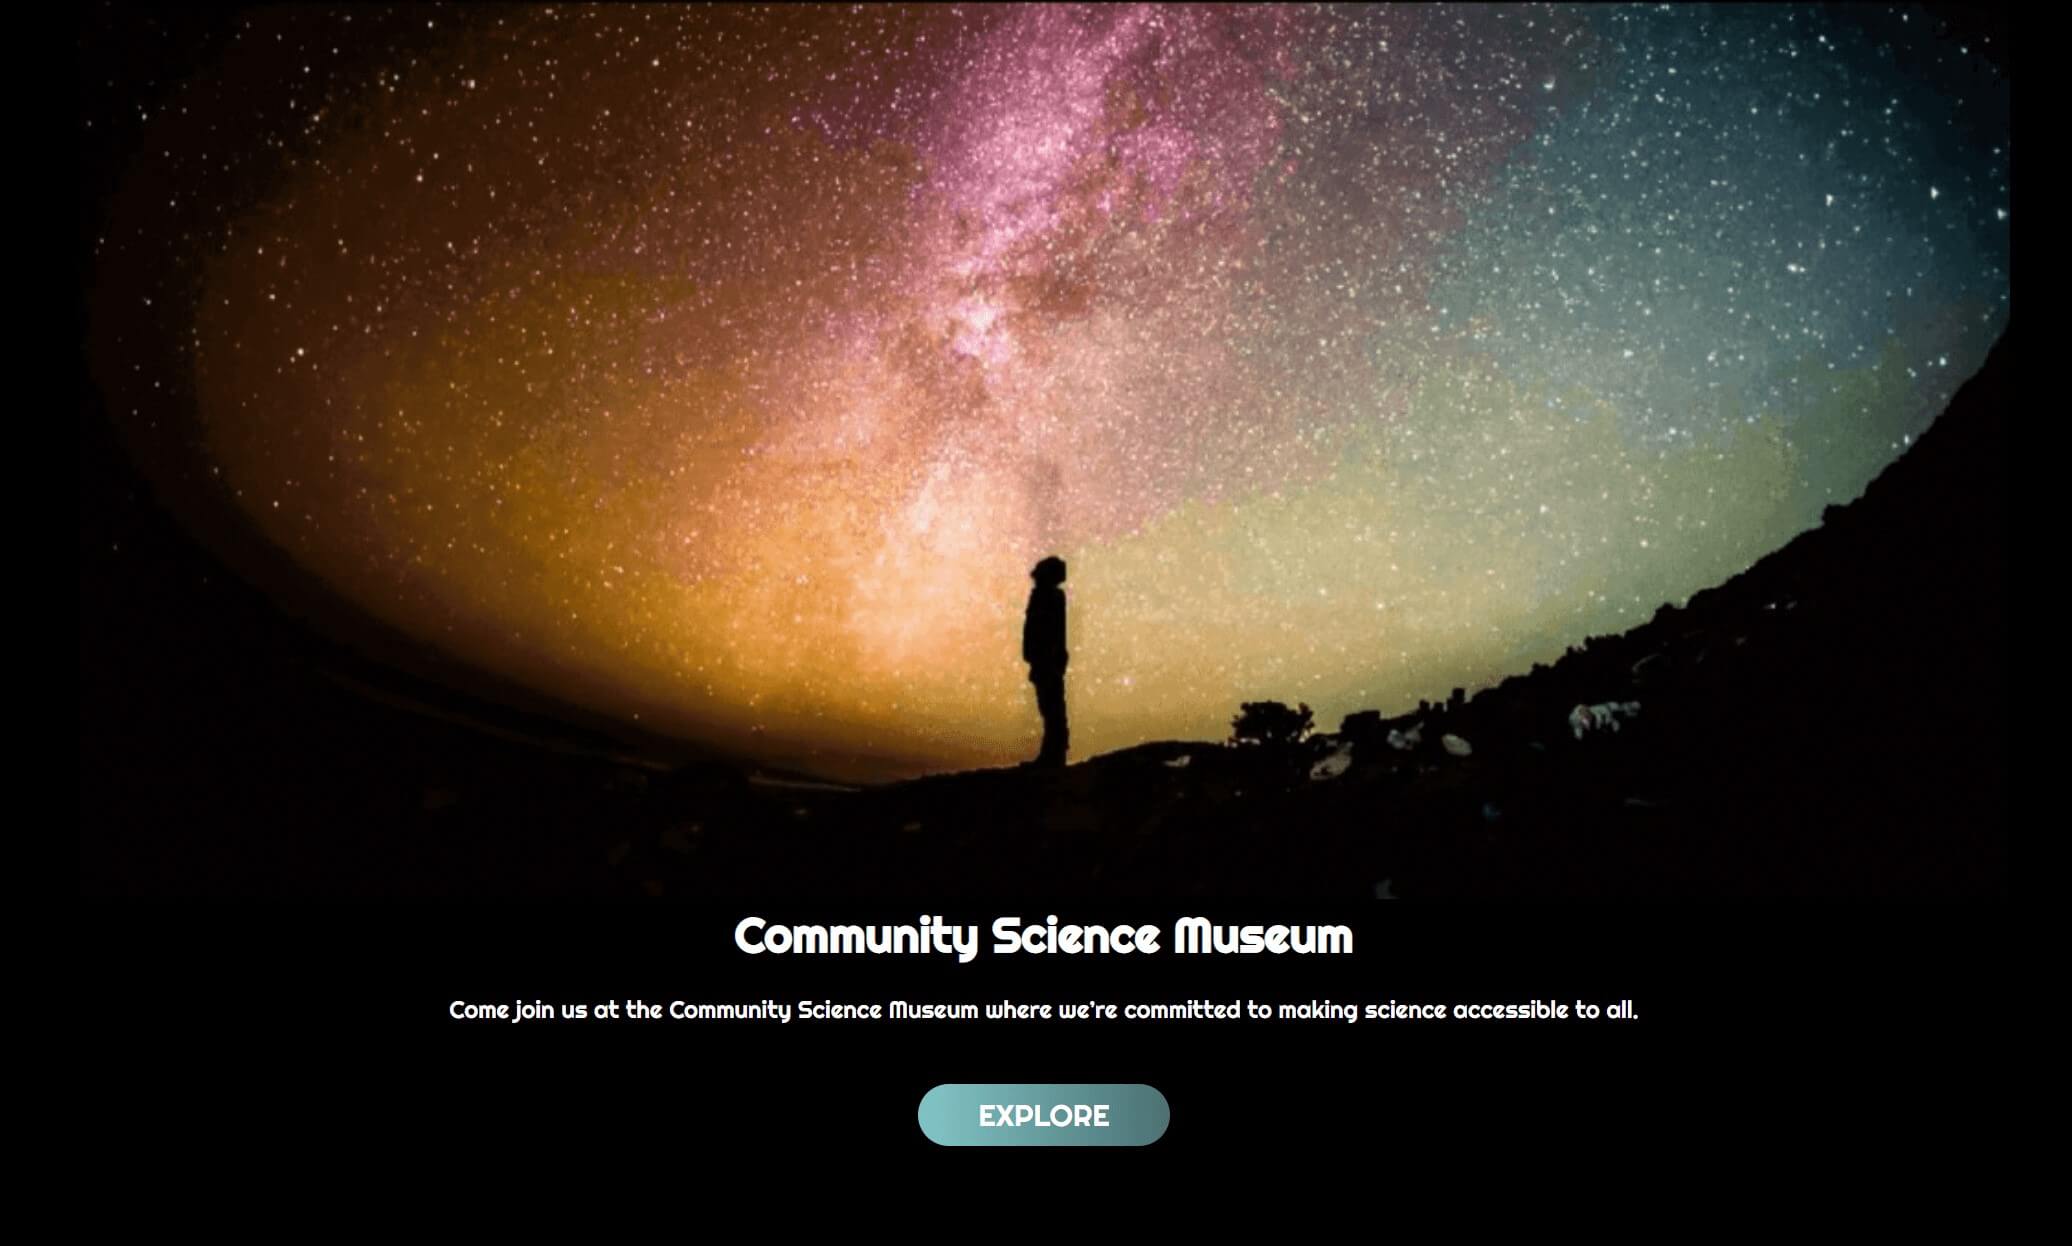 Community Science Museum
Come join us at the Community Science Museum where we're committed to making science accessible to all.
EXPLORE